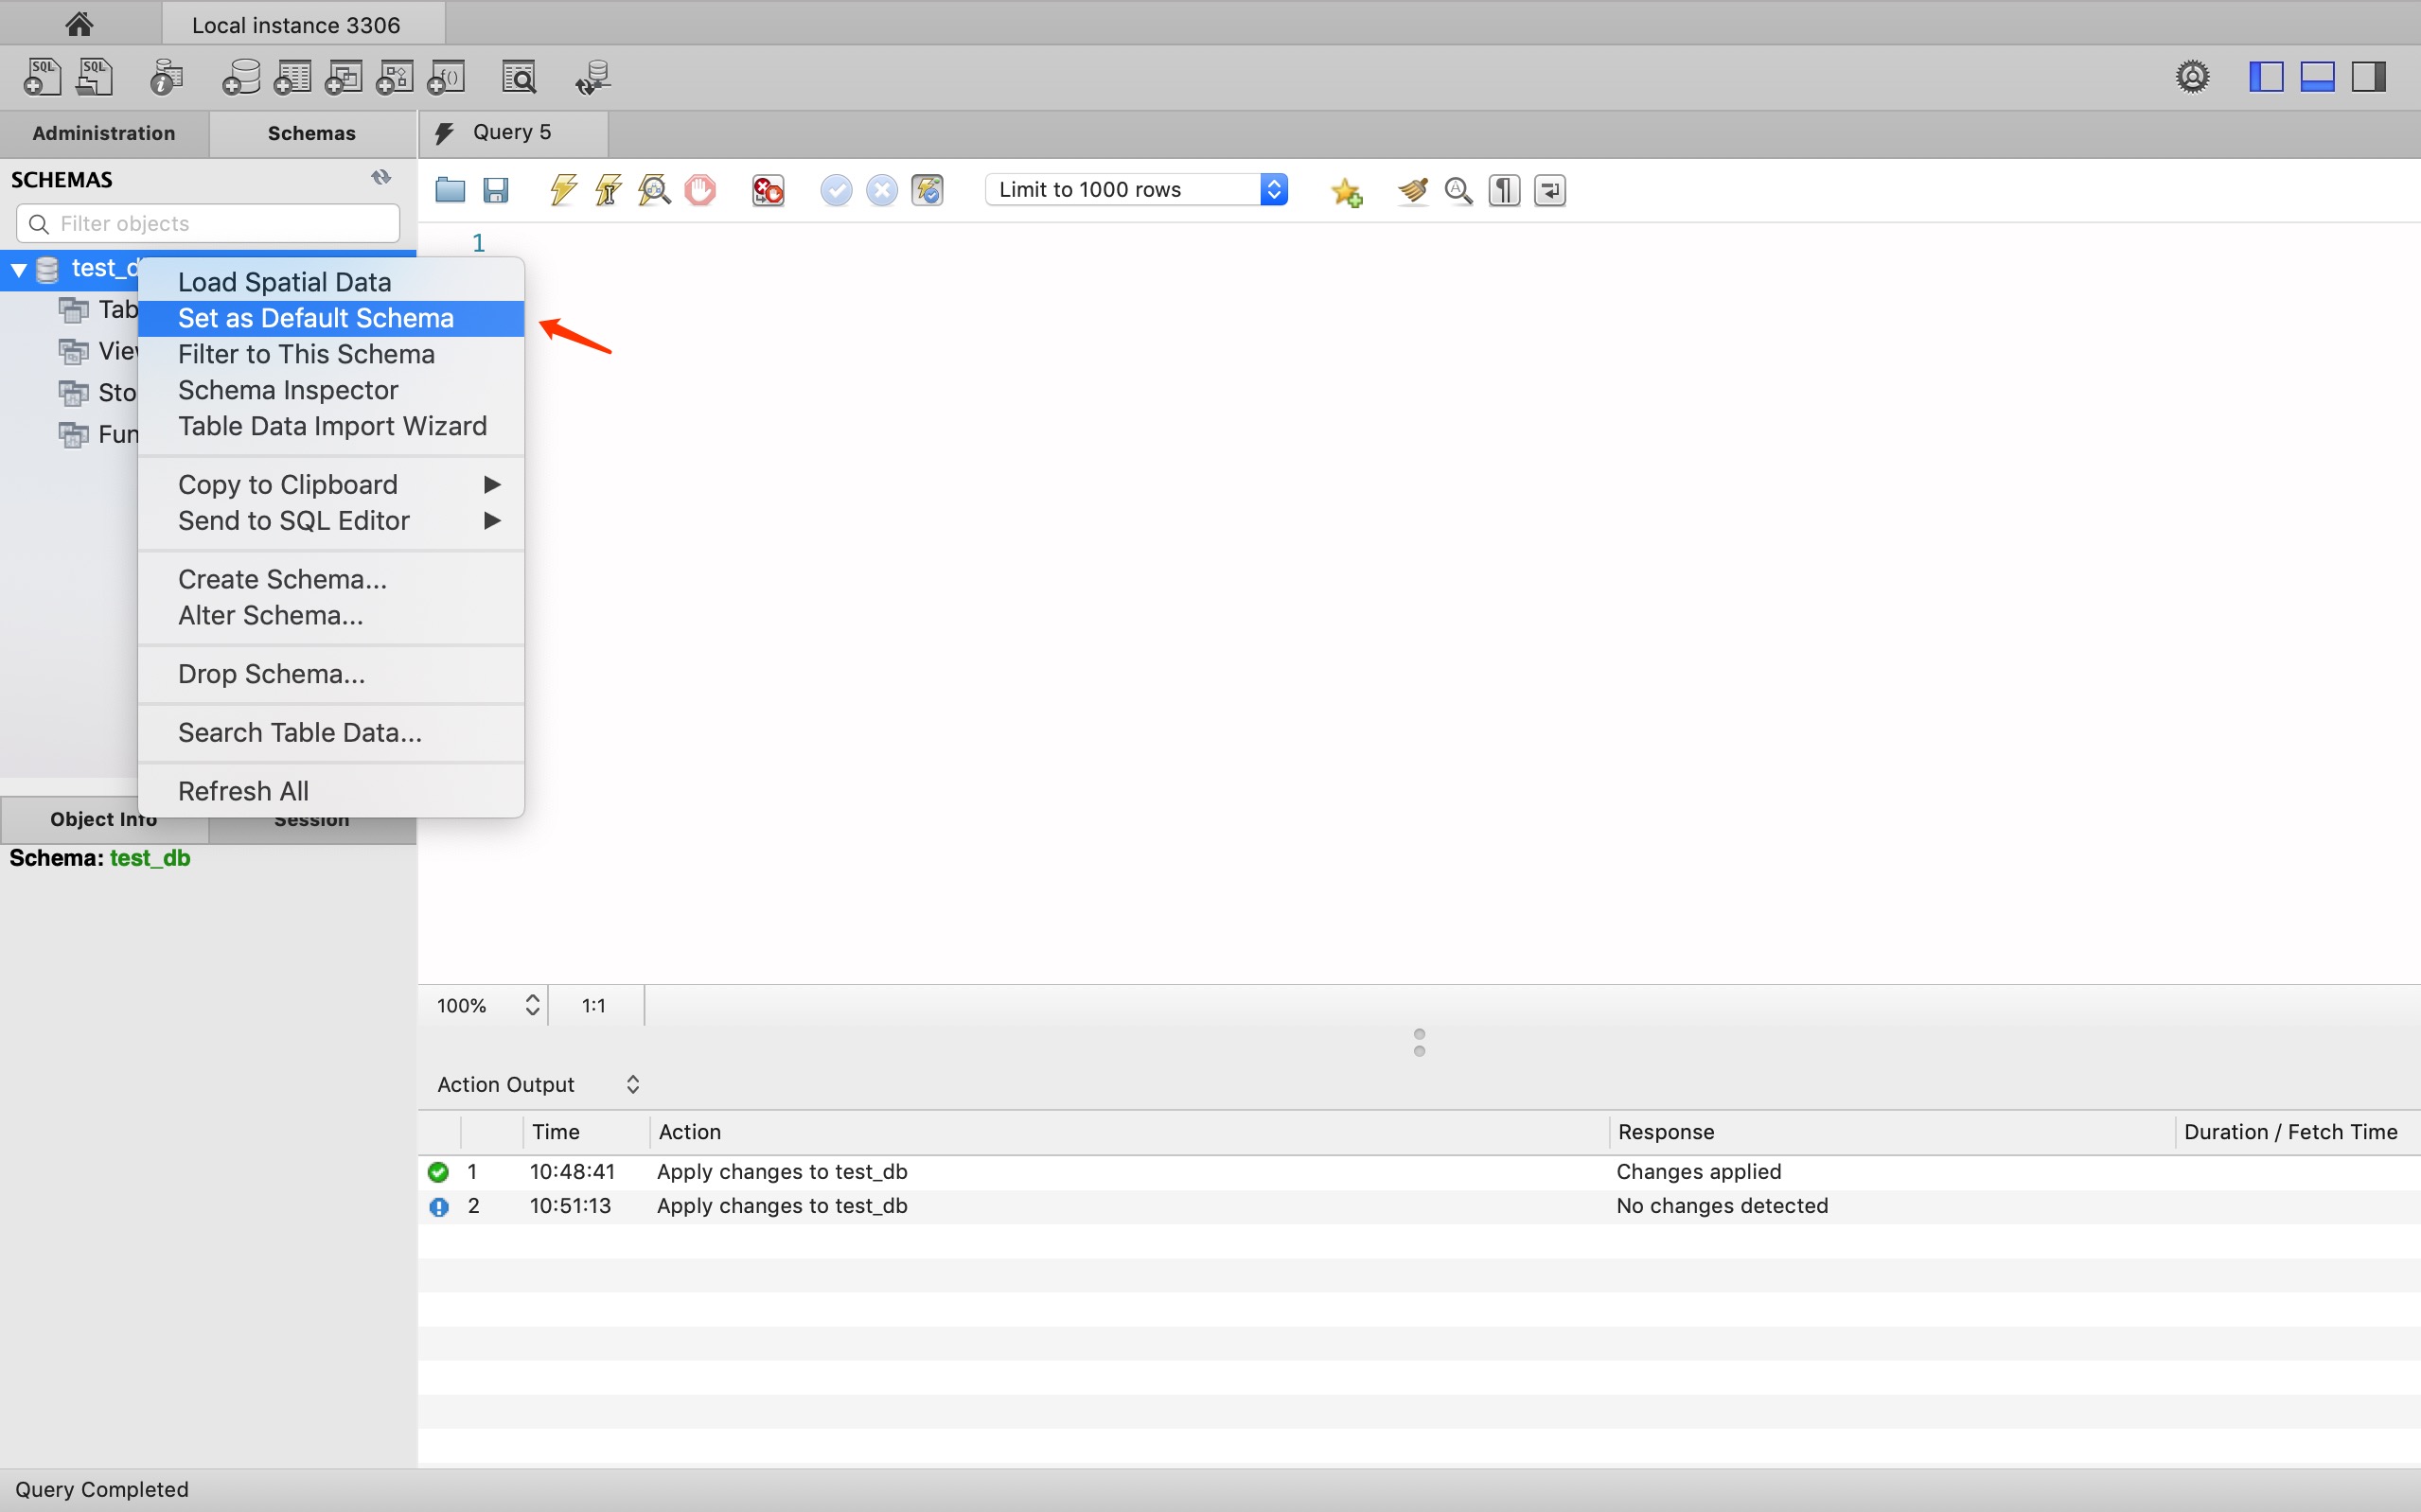 Local instance 3306
SQL SQL f()
Administration Schemas Query 5
SCHEMAS
Filter objects
Limit to 1000 rows
1
test_d
Load Spatial Data
Tab
Set as Default Schema
Vie
Filter to This Schema
Sto
Schema Inspector
Fun
Table Data Import Wizard
Copy to Clipboard
Send to SQL Editor
Create Schema...
Alter Schema...
Drop Schema...
Search Table Data...
Refresh All
Object Info Session
Schema: test_db
100% 1:1
Action Output
Time Action Response Duration / Fetch Time
1 10:48:41 Apply changes to test_db Changes applied
2 10:51:13 Apply changes to test_db No changes detected
Query Completed